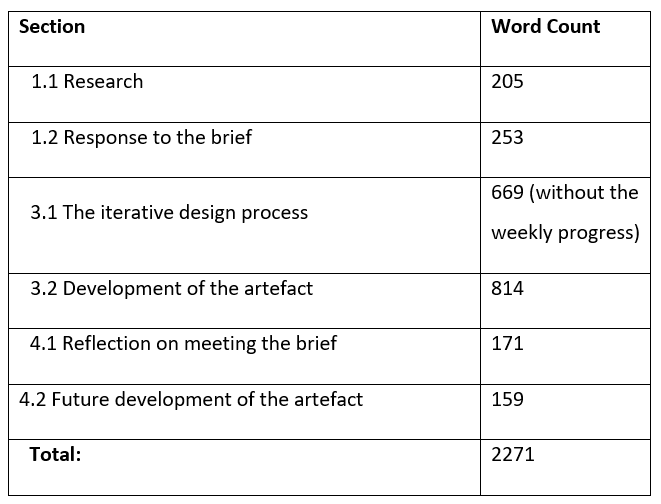 Section Word Count
1.1 Research 205
1.2 Response to the brief 253
3.1 The iterative design process 669 (without the
weekly progress)
3.2 Development of the artefact 814
4.1 Reflection on meeting the brief 171
4.2 Future development of the artefact 159
Total: 2271